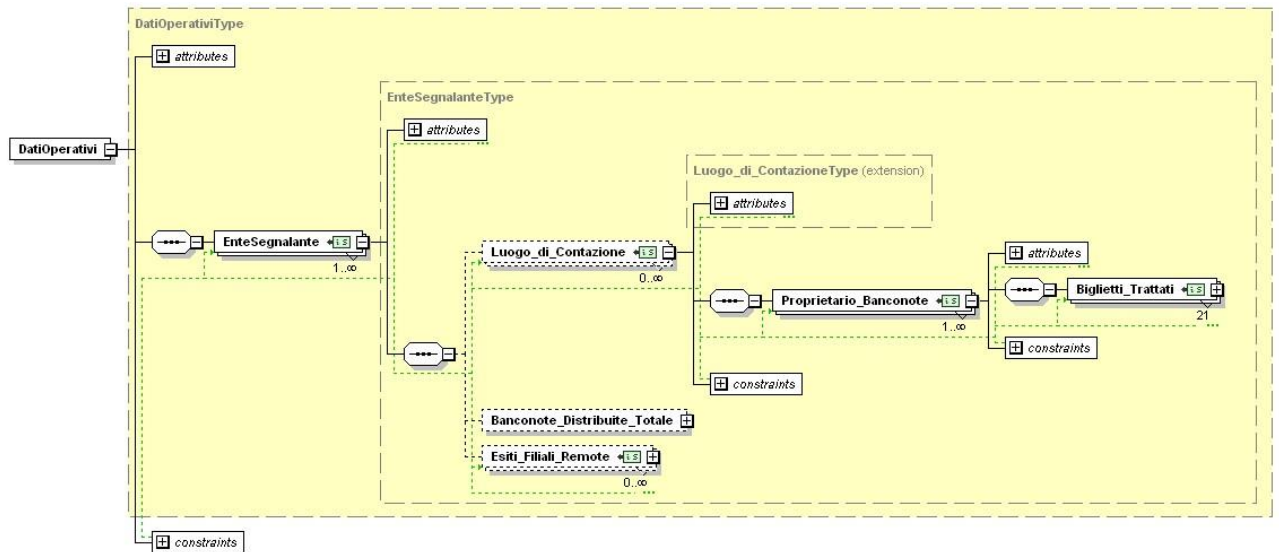 DatiOperativiType
attributes
EnteSegnalanteType
attributes
DatiOperativi
Luogo_di_ContazioneType (extension)
attributes
EnteSegnalante
1..∞
Luogo_di_Contazione
0..∞
attributes
Proprietario_Banconote
1..∞
Biglietti_Trattati
21
constraints
constraints
Banconote_Distribuite_Totale
Esiti_Filiali_Remote
0..∞
constraints